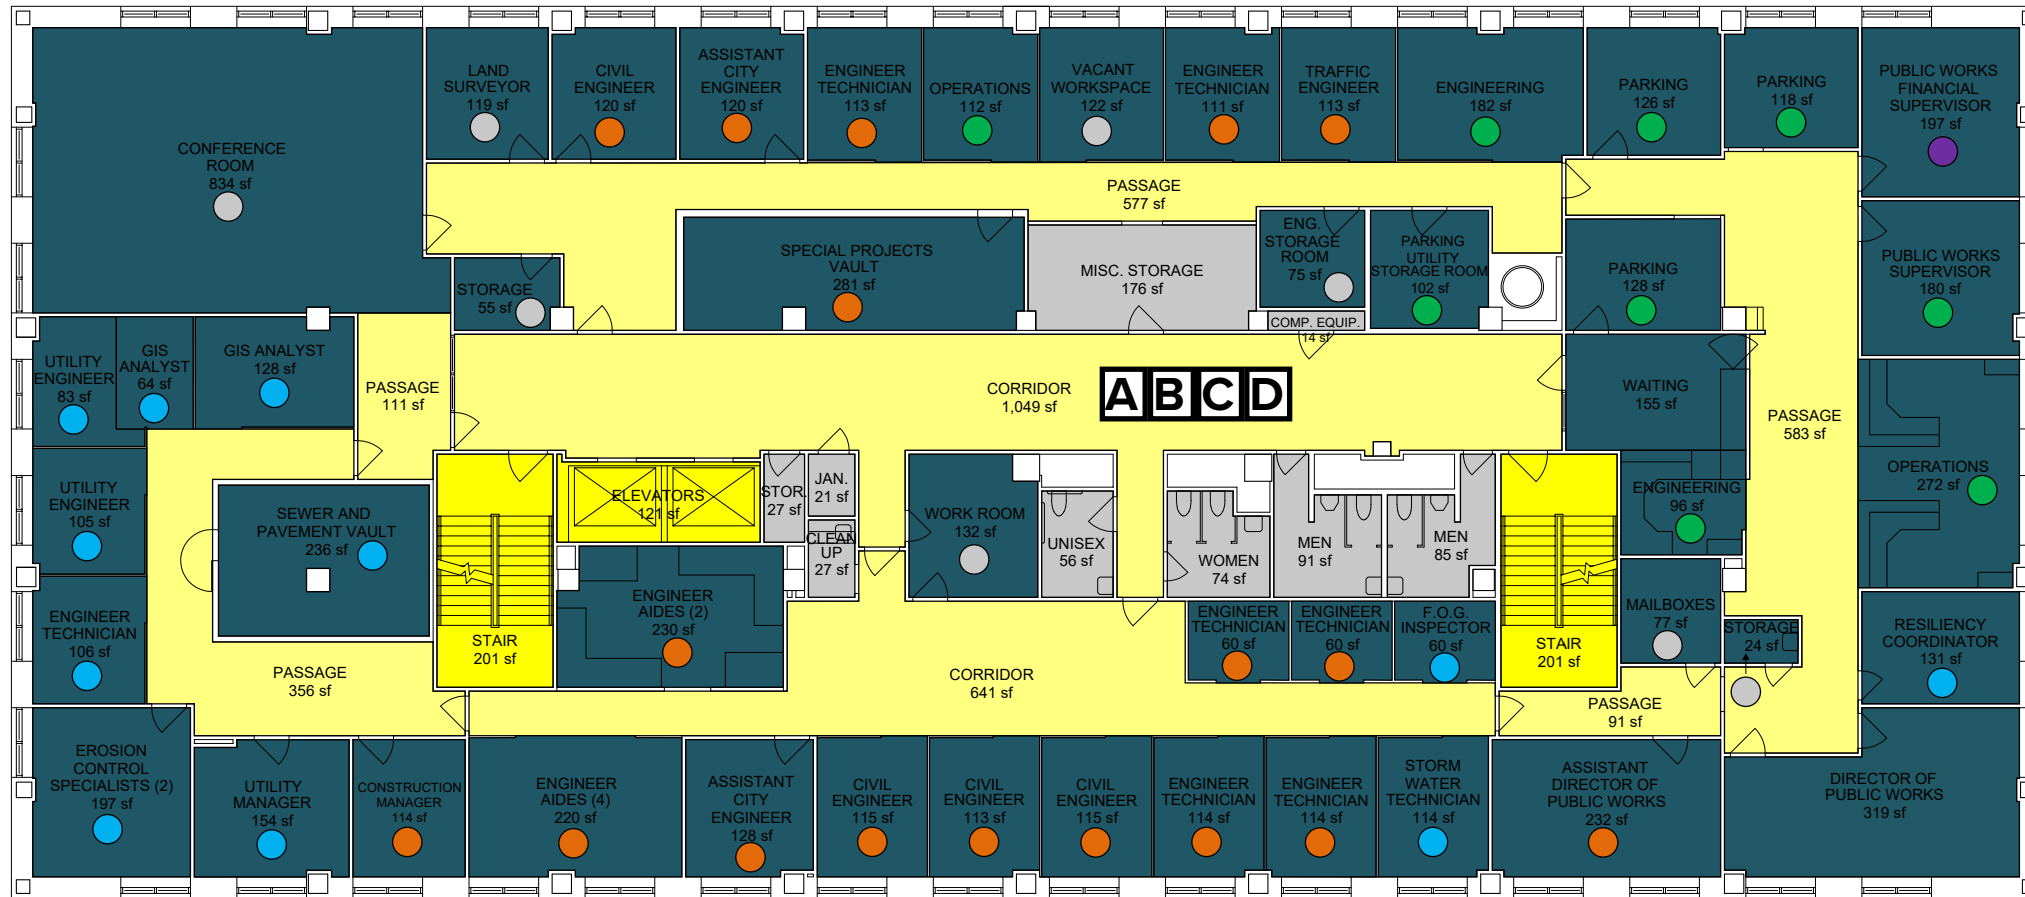 CONFERENCE
ROOM
834 sf
LAND
SURVEYOR
119 sf
CIVIL
ENGINEER
120 sf
ASSISTANT
CITY
ENGINEER
120 sf
ENGINEER
TECHNICIAN
113 sf
OPERATIONS
112 sf
VACANT
WORKSPACE
122 sf
ENGINEER
TECHNICIAN
111 sf
TRAFFIC
ENGINEER
113 sf
ENGINEERING
182 sf
PARKING
126 sf
PARKING
118 sf
PUBLIC WORKS
FINANCIAL
SUPERVISOR
197 sf
PASSAGE
577 sf
STORAGE
55 sf
SPECIAL PROJECTS
VAULT
281 sf
MISC. STORAGE
176 sf
ENG.
STORAGE
ROOM
75 sf
COMP. EQUIP.
14 sf
PARKING
UTILITY
STORAGE ROOM
102 sf
PARKING
128 sf
PUBLIC WORKS
SUPERVISOR
180 sf
UTILITY
ENGINEER
83 sf
GIS
ANALYST
64 sf
GIS ANALYST
128 sf
PASSAGE
111 sf
CORRIDOR
1,049 sf
A B C D
WAITING
155 sf
PASSAGE
583 sf
OPERATIONS
272 sf
UTILITY
ENGINEER
105 sf
SEWER AND
PAVEMENT VAULT
236 sf
ELEVATORS
121 sf
STOR.
27 sf
JAN.
21 sf
CLEAN
UP
27 sf
WORK ROOM
132 sf
UNISEX
56 sf
WOMEN
74 sf
MEN
91 sf
MEN
85 sf
ENGINEERING
96 sf
ENGINEER
TECHNICIAN
106 sf
PASSAGE
356 sf
STAIR
201 sf
ENGINEER
AIDES (2)
230 sf
CORRIDOR
641 sf
ENGINEER
TECHNICIAN
60 sf
ENGINEER
TECHNICIAN
60 sf
F.O.G.
INSPECTOR
60 sf
STAIR
201 sf
MAILBOXES
77 sf
STORAGE
24 sf
RESILIENCY
COORDINATOR
131 sf
PASSAGE
91 sf
EROSION
CONTROL
SPECIALISTS (2)
197 sf
UTILITY
MANAGER
154 sf
CONSTRUCTION
MANAGER
114 sf
ENGINEER
AIDES (4)
220 sf
ASSISTANT
CITY
ENGINEER
128 sf
CIVIL
ENGINEER
115 sf
CIVIL
ENGINEER
113 sf
CIVIL
ENGINEER
115 sf
ENGINEER
TECHNICIAN
114 sf
ENGINEER
TECHNICIAN
114 sf
STORM
WATER
TECHNICIAN
114 sf
ASSISTANT
DIRECTOR OF
PUBLIC WORKS
232 sf
DIRECTOR OF
PUBLIC WORKS
319 sf